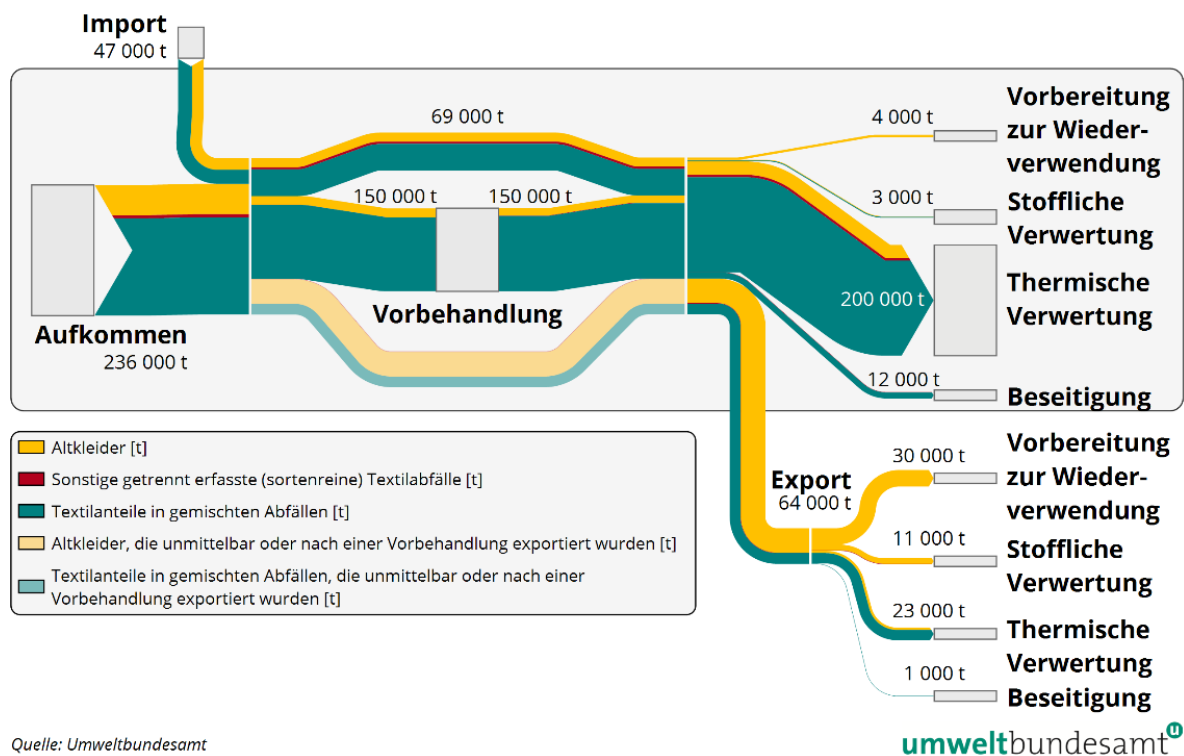 Import
47 000 t
69 000 t
150 000 t
150 000 t
Vorbehandlung
Aufkommen
236 000 t
4 000 t
Vorbereitung
zur Wieder-
verwendung
3 000 t
Stoffliche
Verwertung
200 000 t
Thermische
Verwertung
12 000 t
Beseitigung
Altkleider [t]
Sonstige getrennt erfasste (sortenreine) Textilabfälle [t]
Textilanteile in gemischten Abfällen [t]
Altkleider, die unmittelbar oder nach einer Vorbehandlung exportiert wurden [t]
Textilanteile in gemischten Abfällen, die unmittelbar oder nach einer
Vorbehandlung exportiert wurden [t]
Export
64 000 t
30 000 t
Vorbereitung
zur Wieder-
verwendung
11 000 t
Stoffliche
Verwertung
23 000 t
Thermische
Verwertung
1 000 t
Beseitigung
Quelle: Umweltbundesamt
umweltbundesamt u